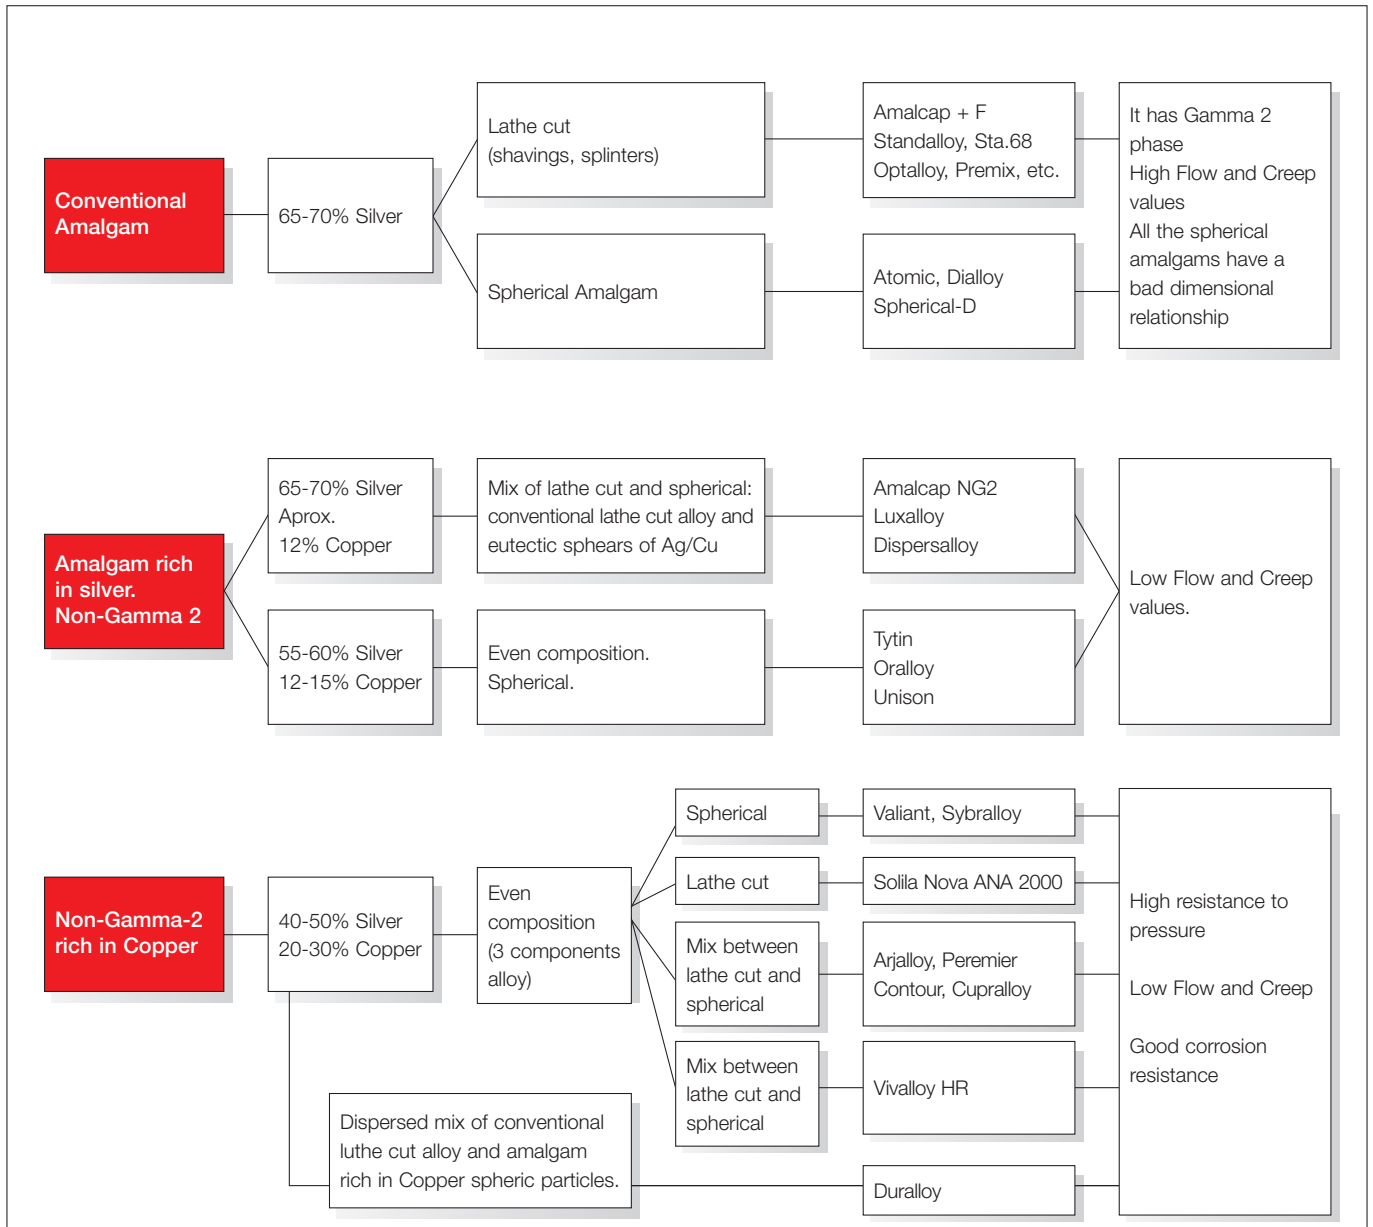 Conventional
Amalgam
65-70% Silver
Lathe cut
(shavings, splinters)
Amalcap + F
Standalloy, Sta.68
Optalloy, Premix, etc.
Spherical Amalgam
Atomic, Dialloy
Spherical-D
It has Gamma 2
phase
High Flow and Creep
values
All the spherical
amalgams have a
bad dimensional
relationship
Amalgam rich
in silver.
Non-Gamma 2
65-70% Silver
Aprox.
12% Copper
Mix of lathe cut and spherical:
conventional lathe cut alloy and
eutectic sphears of Ag/Cu
Amalcap NG2
Luxalloy
Dispersalloy
55-60% Silver
12-15% Copper
Even composition.
Spherical.
Tytin
Oralloy
Unison
Low Flow and Creep
values.
Non-Gamma-2
rich in Copper
40-50% Silver
20-30% Copper
Even
composition
(3 components
alloy)
Spherical
Valiant, Sybralloy
Lathe cut
Solila Nova ANA 2000
Mix between
lathe cut and
spherical
Arjalloy, Peremier
Contour, Cupralloy
Mix between
lathe cut and
spherical
Vivalloy HR
Dispersed mix of conventional
luthe cut alloy and amalgam
rich in Copper spheric particles.
Duralloy
High resistance to
pressure
Low Flow and Creep
Good corrosion
resistance